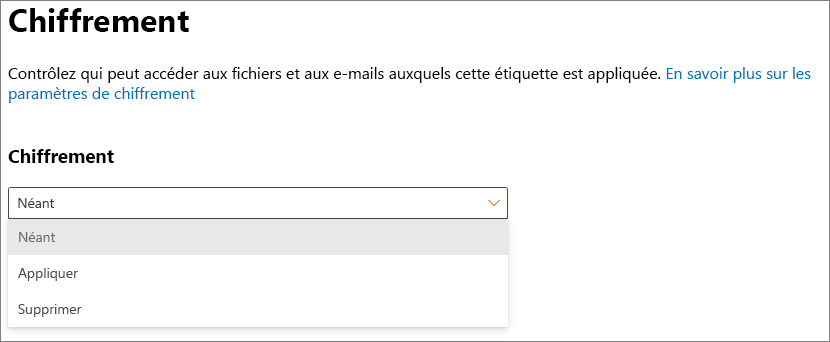 Chiffrement
Contrôlez qui peut accéder aux fichiers et aux e-mails auxquels cette étiquette est appliquée. En savoir plus sur les
paramètres de chiffrement
Chiffrement
Néant
Néant
Appliquer
Supprimer